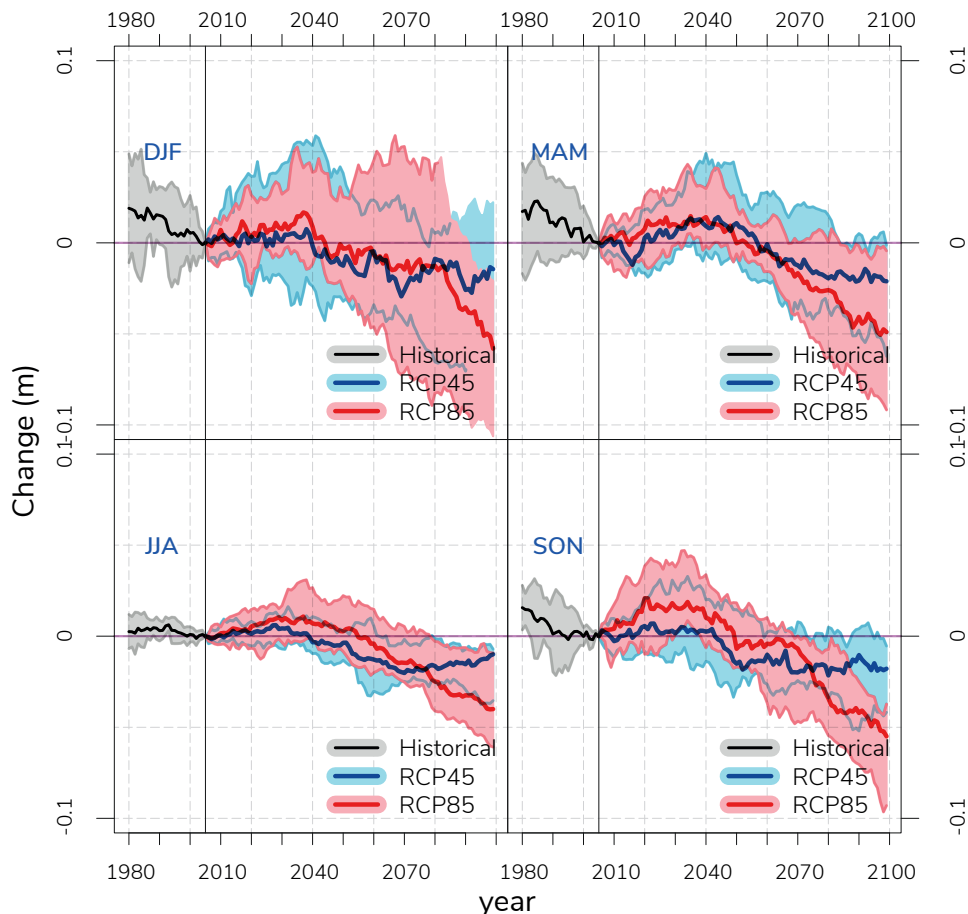 1980 2010 2040 2070 1980 2010 2040 2070 2100
0.1 0.1
DJF MAM
0 0
Historical Historical
RCP45 RCP45
RCP85 RCP85
-0.1 -0.1
Change (m)
0.1 0.1
JJA SON
0 0
Historical Historical
RCP45 RCP45
RCP85 RCP85
-0.1 -0.1
1980 2010 2040 2070 1980 2010 2040 2070 2100
year